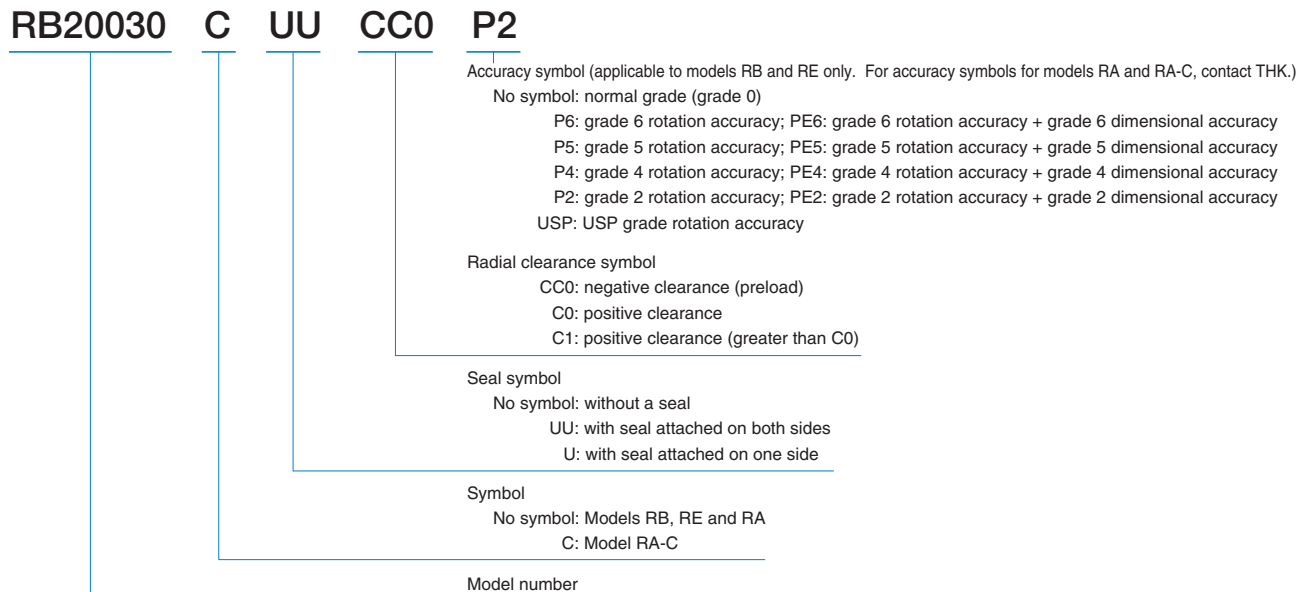 RB20030 C UU CC0 P2
Accuracy symbol (applicable to models RB and RE only. For accuracy symbols for models RA and RA-C, contact THK.)
No symbol: normal grade (grade 0)
P6: grade 6 rotation accuracy; PE6: grade 6 rotation accuracy + grade 6 dimensional accuracy
P5: grade 5 rotation accuracy; PE5: grade 5 rotation accuracy + grade 5 dimensional accuracy
P4: grade 4 rotation accuracy; PE4: grade 4 rotation accuracy + grade 4 dimensional accuracy
P2: grade 2 rotation accuracy; PE2: grade 2 rotation accuracy + grade 2 dimensional accuracy
USP: USP grade rotation accuracy
Radial clearance symbol
CC0: negative clearance (preload)
C0: positive clearance
C1: positive clearance (greater than C0)
Seal symbol
No symbol: without a seal
UU: with seal attached on both sides
U: with seal attached on one side
Symbol
No symbol: Models RB, RE and RA
C: Model RA-C
Model number